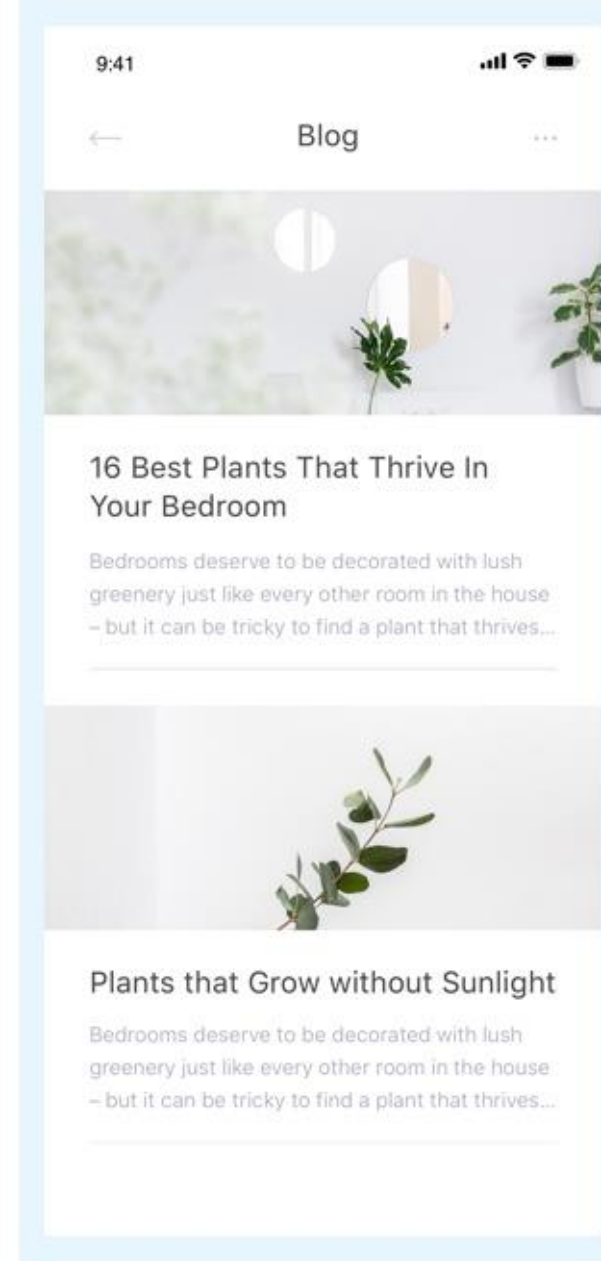 9:41
Blog
16 Best Plants That Thrive In
Your Bedroom
Bedrooms deserve to be decorated with lush
greenery just like every other room in the house
– but it can be tricky to find a plant that thrives...
Plants that Grow without Sunlight
Bedrooms deserve to be decorated with lush
greenery just like every other room in the house
– but it can be tricky to find a plant that thrives...